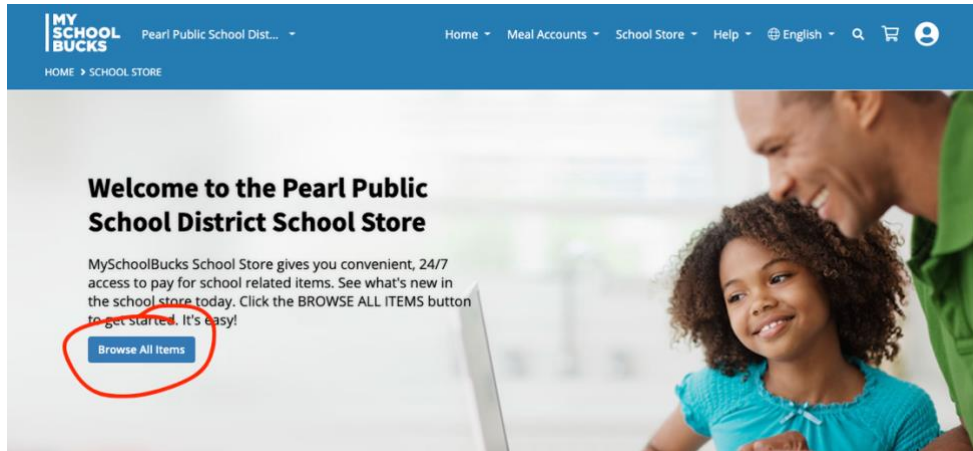 MY
SCHOOL
BUCKS
Pearl Public School Dist...
Home
Meal Accounts
School Store
Help
English
HOME > SCHOOL STORE
Welcome to the Pearl Public
School District School Store
MySchoolBucks School Store gives you convenient, 24/7
access to pay for school related items. See what's new in
the school store today. Click the BROWSE ALL ITEMS button
to get started. It's easy!
Browse All Items